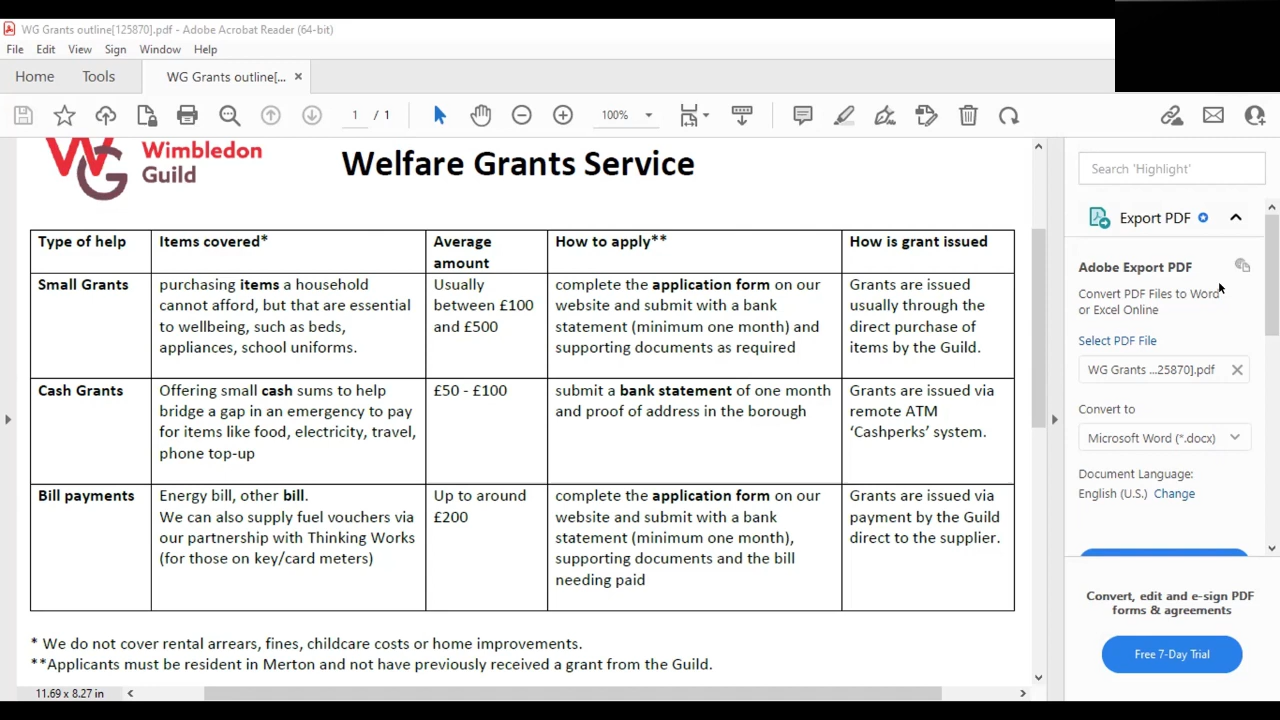 WG Grants outline[125870].pdf - Adobe Acrobat Reader (64-bit)
File Edit View Sign Window Help
Home Tools WG Grants outline[... ×
1 / 1 100%
Wimbledon
Guild
Welfare Grants Service
Type of help
Items covered*
Average
amount
How to apply**
How is grant issued
Small Grants
purchasing items a household
cannot afford, but that are essential
to wellbeing, such as beds,
appliances, school uniforms.
Usually
between £100
and £500
complete the application form on our
website and submit with a bank
statement (minimum one month) and
supporting documents as required
Grants are issued
usually through the
direct purchase of
items by the Guild.
Cash Grants
Offering small cash sums to help
bridge a gap in an emergency to pay
for items like food, electricity, travel,
phone top-up
£50 - £100
submit a bank statement of one month
and proof of address in the borough
Grants are issued via
remote ATM
‘Cashperks’ system.
Bill payments
Energy bill, other bill.
We can also supply fuel vouchers via
our partnership with Thinking Works
(for those on key/card meters)
Up to around
£200
complete the application form on our
website and submit with a bank
statement (minimum one month),
supporting documents and the bill
needing paid
Grants are issued via
payment by the Guild
direct to the supplier.
* We do not cover rental arrears, fines, childcare costs or home improvements.
**Applicants must be resident in Merton and not have previously received a grant from the Guild.
11.69 x 8.27 in
Search 'Highlight'
Export PDF
Adobe Export PDF
Convert PDF Files to Word
or Excel Online
Select PDF File
WG Grants ...25870].pdf
Convert to
Microsoft Word (*.docx)
Document Language:
English (U.S.) Change
Convert, edit and e-sign PDF
forms & agreements
Free 7-Day Trial